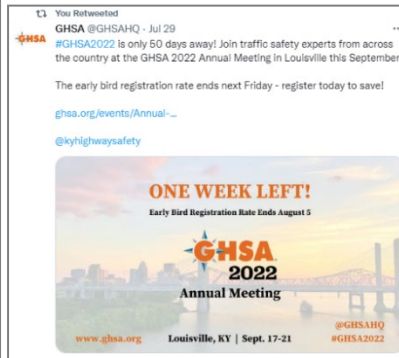 You Retweeted
GHSA @GHSAHQ · Jul 29
GHSA
#GHSA2022 is only 50 days away! Join traffic safety experts from across
the country at the GHSA 2022 Annual Meeting in Louisville this September
The early bird registration rate ends next Friday - register today to save!
ghsa.org/events/Annual-...
@kyhighwaysafety
ONE WEEK LEFT!
Early Bird Registration Rate Ends August 5
GHSA
2022
Annual Meeting
www.ghsa.org
Louisville, KY | Sept. 17-21
@GHSAHQ
#GHSA2022